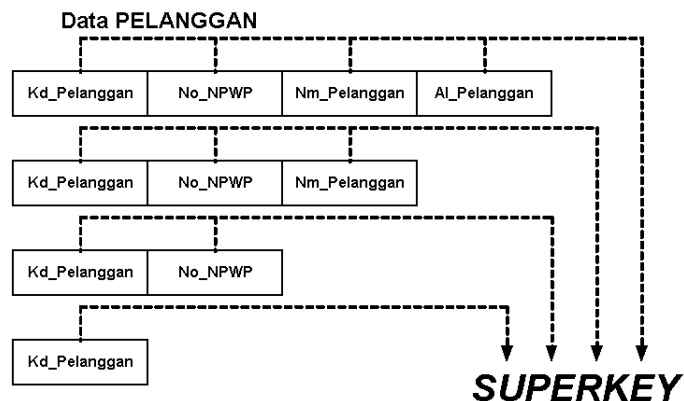 Data PELANGGAN
Kd_Pelanggan No_NPWP Nm_Pelanggan Al_Pelanggan
Kd_Pelanggan No_NPWP Nm_Pelanggan
Kd_Pelanggan No_NPWP
Kd_Pelanggan
SUPERKEY